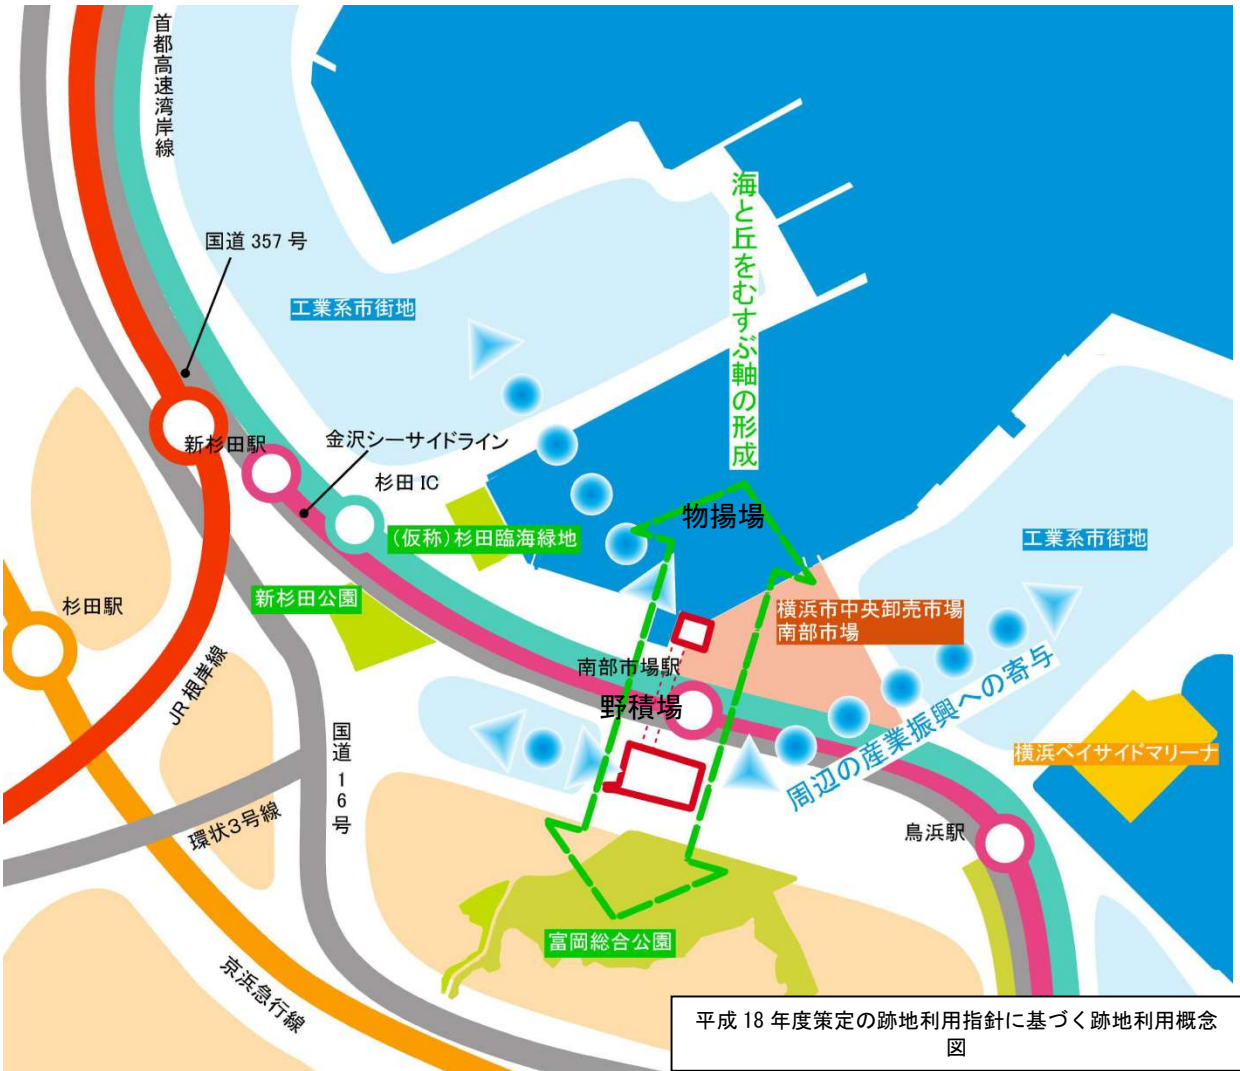 首都高速湾岸線
国道 357 号
工業系市街地
海と丘をむすぶ軸の形成
新杉田駅
金沢シーサイドライン
杉田 IC
(仮称)杉田臨海緑地
物揚場
工業系市街地
新杉田公園
杉田駅
横浜市中央卸売市場
南部市場
JR 根岸線
南部市場駅
野積場
周辺の産業振興への寄与
国道16号
横浜ベイサイドマリーナ
環状3号線
鳥浜駅
富岡総合公園
京浜急行線
平成 18 年度策定の跡地利用指針に基づく跡地利用概念
図